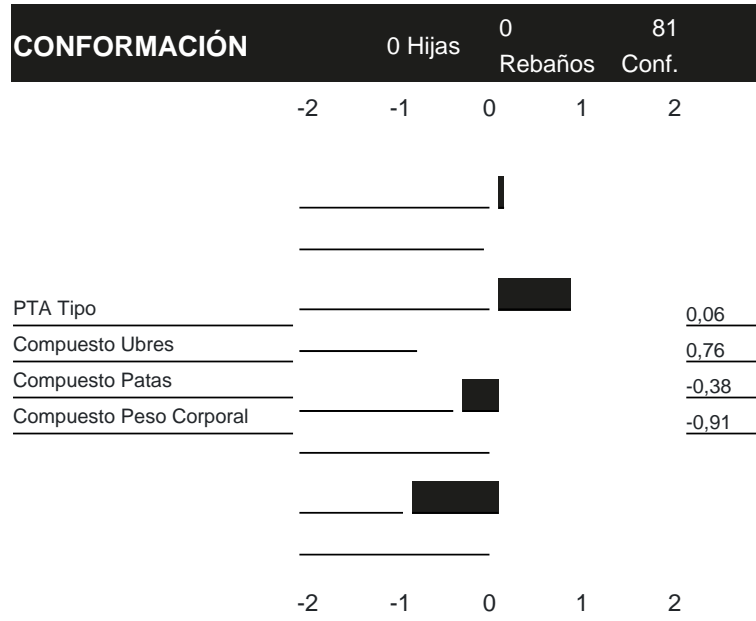 CONFORMACIÓN 0 Hijas 0 Rebaños 81 Conf.
-2 -1 0 1 2
PTA Tipo 0,06
Compuesto Ubres 0,76
Compuesto Patas -0,38
Compuesto Peso Corporal -0,91
-2 -1 0 1 2